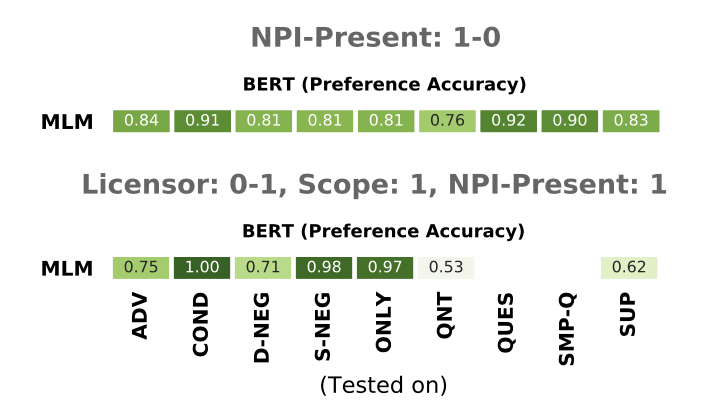 NPI-Present: 1-0
BERT (Preference Accuracy)
MLM 0.84 0.91 0.81 0.81 0.81 0.76 0.92 0.90 0.83
Licensor: 0-1, Scope: 1, NPI-Present: 1
BERT (Preference Accuracy)
MLM 0.75 1.00 0.71 0.98 0.97 0.53 0.62
ADV COND D-NEG S-NEG ONLY QNT QUES SMP-Q SUP
(Tested on)